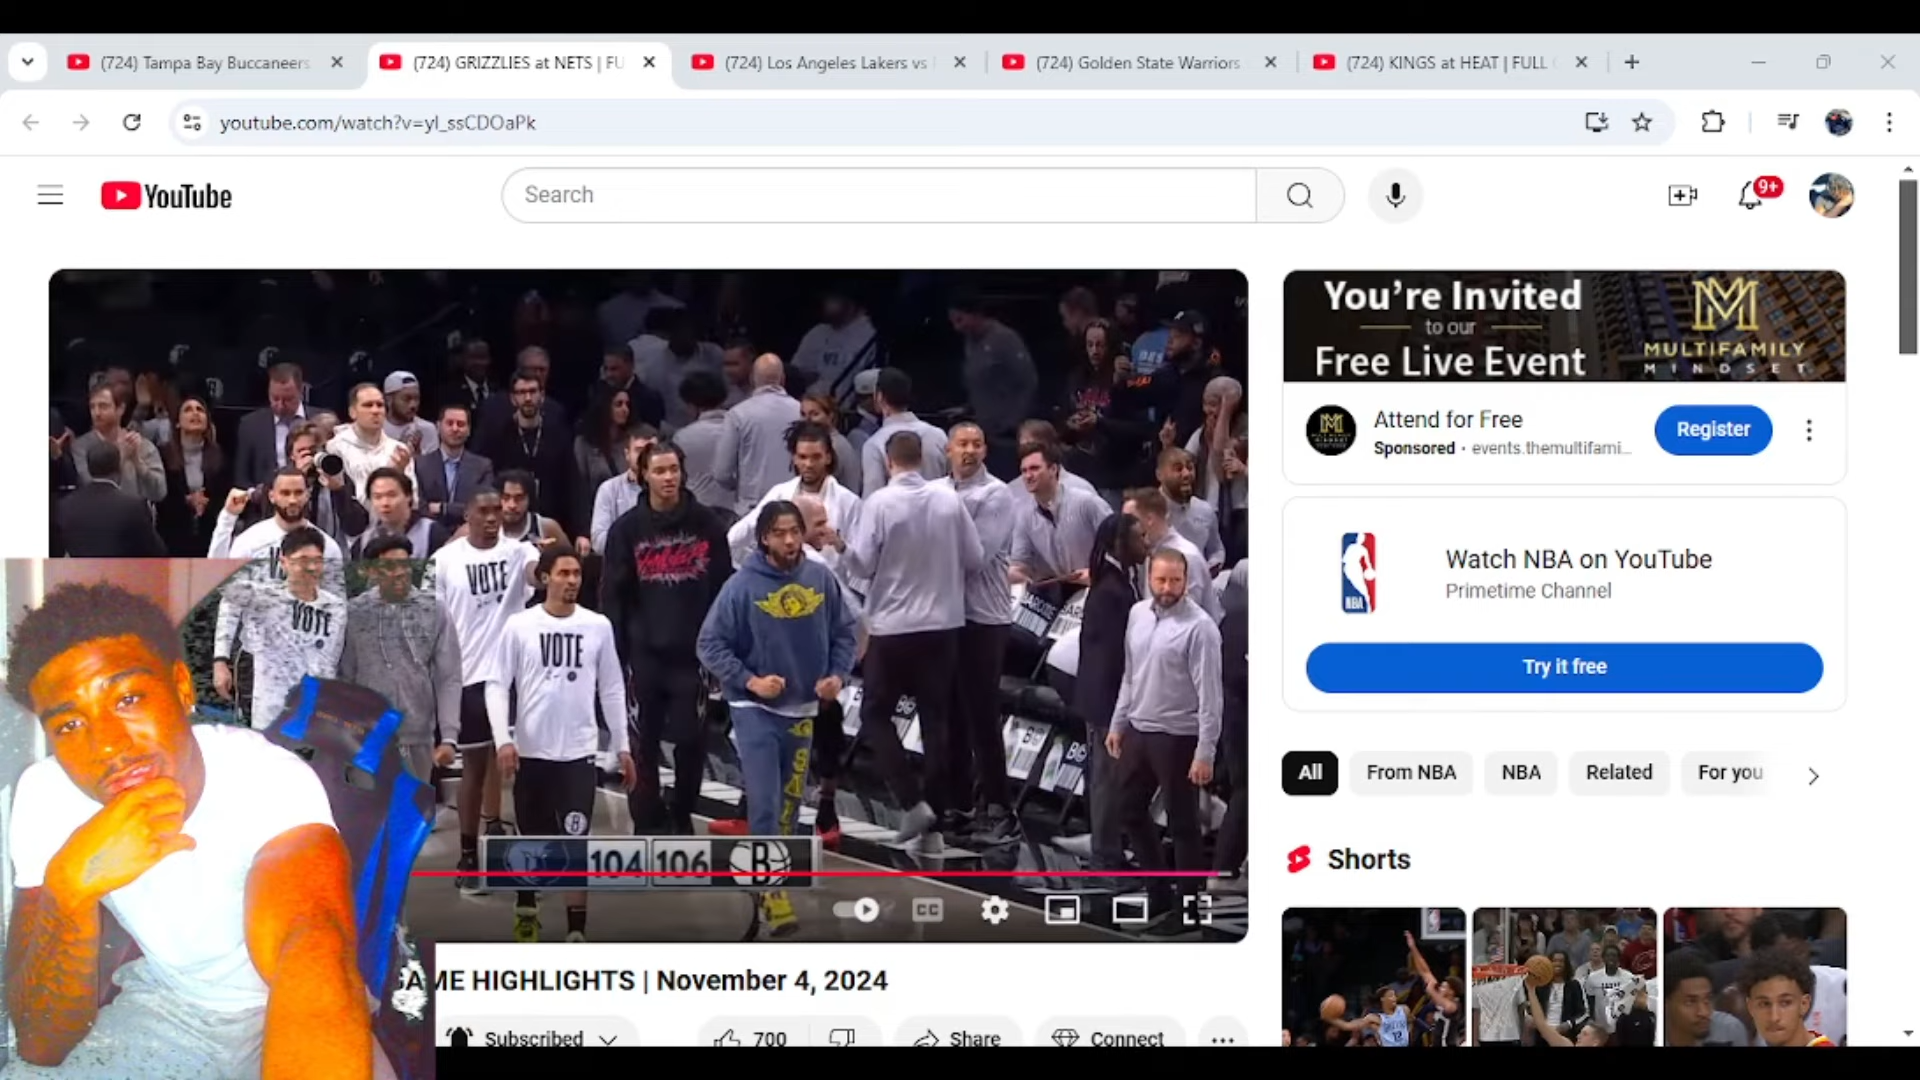 (724) Tampa Bay Buccaneers
(724) GRIZZLIES at NETS | FU
(724) Los Angeles Lakers vs
(724) Golden State Warriors
(724) KINGS at HEAT | FULL
youtube.com/watch?v=yl_ssCDOaPk
YouTube
Search
9+
You're Invited
to our
Free Live Event
MULTIFAMILY
MINDSET
Attend for Free
Sponsored · events.themultifami...
Register
NBA
Watch NBA on YouTube
Primetime Channel
Try it free
All
From NBA
NBA
Related
For you
Shorts
VOTE
VOTE
VOTE
104
106
B
CC
GAME HIGHLIGHTS | November 4, 2024
Subscribed
700
Share
Connect